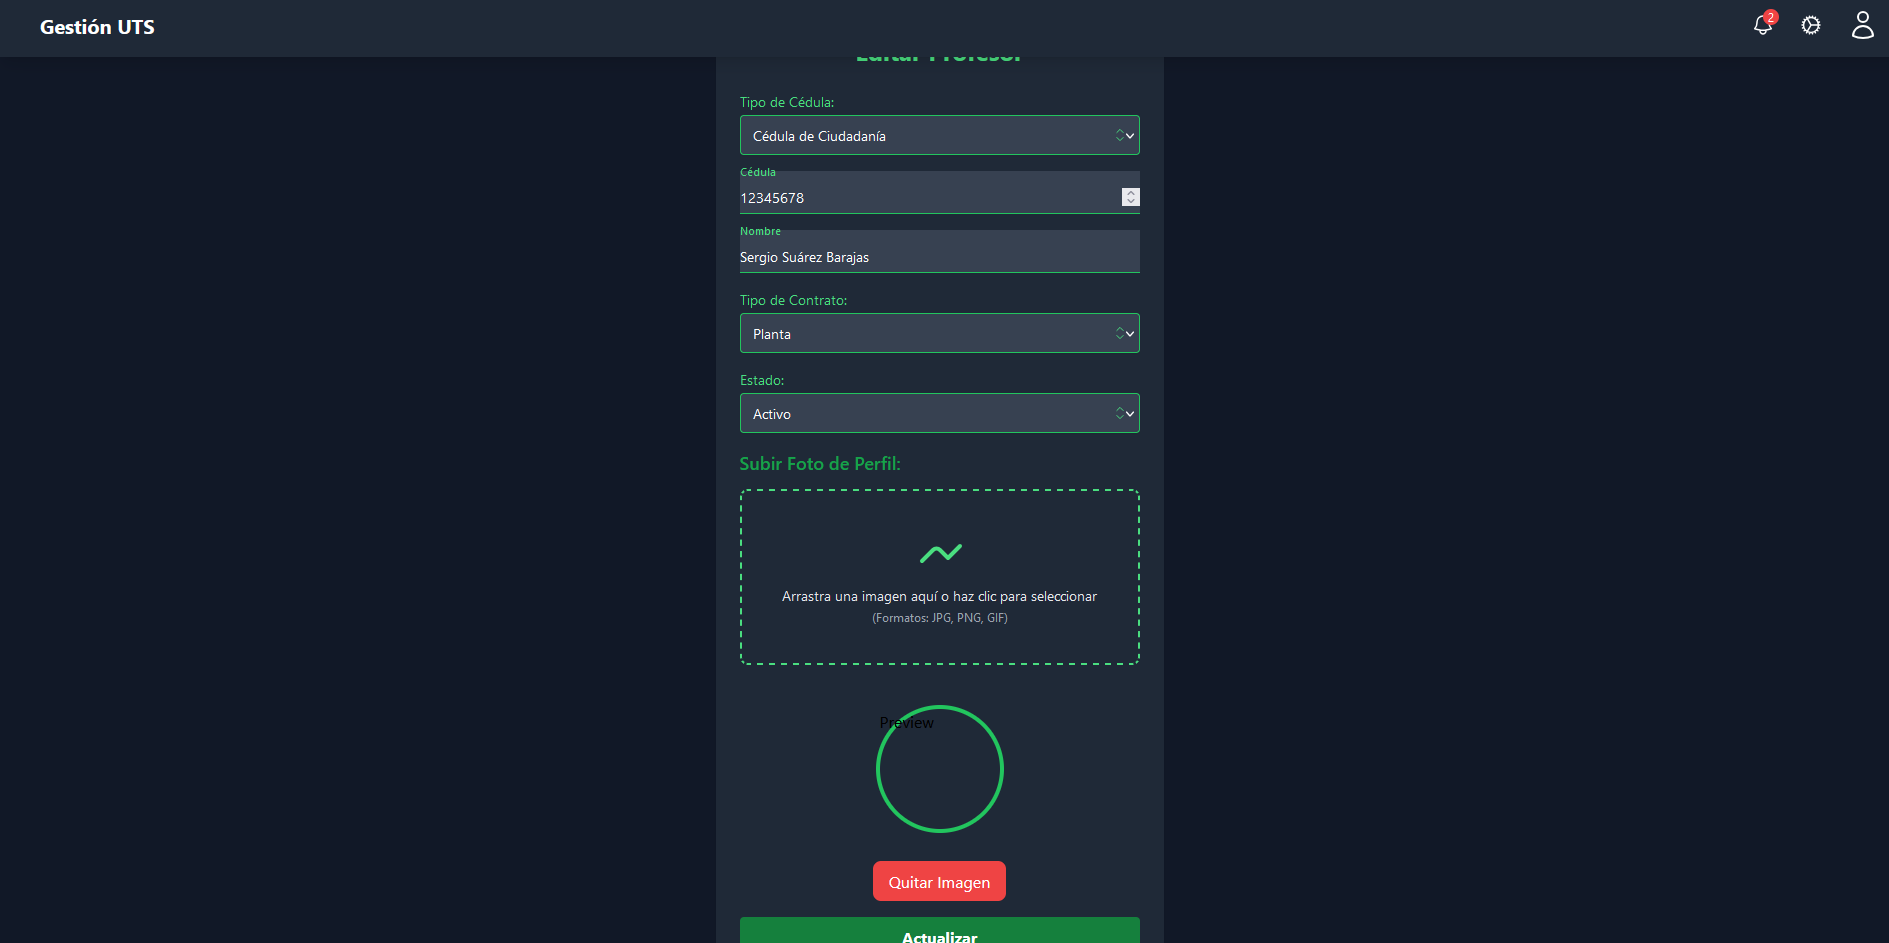 Gestión UTS
2
Editar Profesor
Tipo de Cédula:
Cédula de Ciudadanía
Cédula
12345678
Nombre
Sergio Suárez Barajas
Tipo de Contrato:
Planta
Estado:
Activo
Subir Foto de Perfil:
Arrastra una imagen aquí o haz clic para seleccionar
(Formatos: JPG, PNG, GIF)
Preview
Quitar Imagen
Actualizar